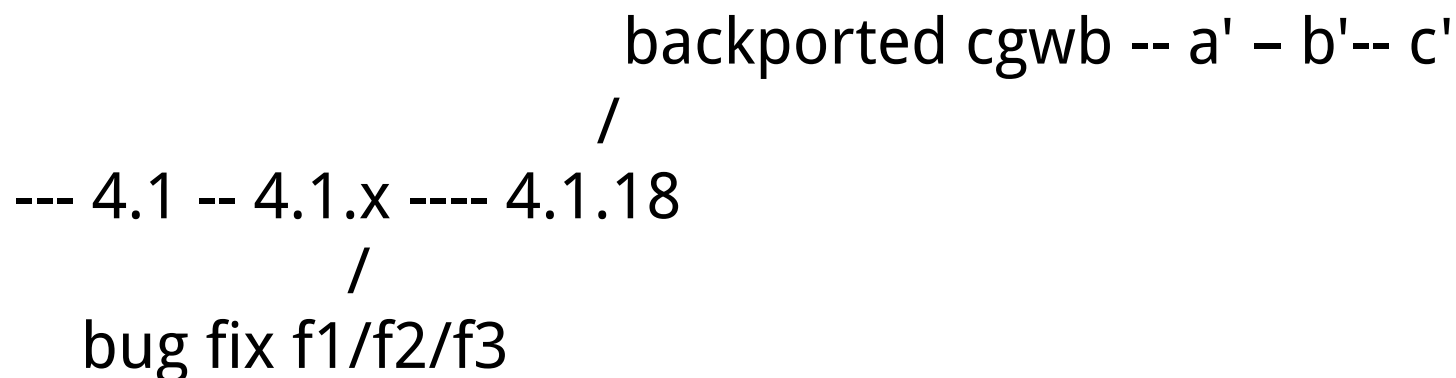 backported cgwb -- a' – b'-- c'
/
--- 4.1 -- 4.1.x ---- 4.1.18
/
bug fix f1/f2/f3